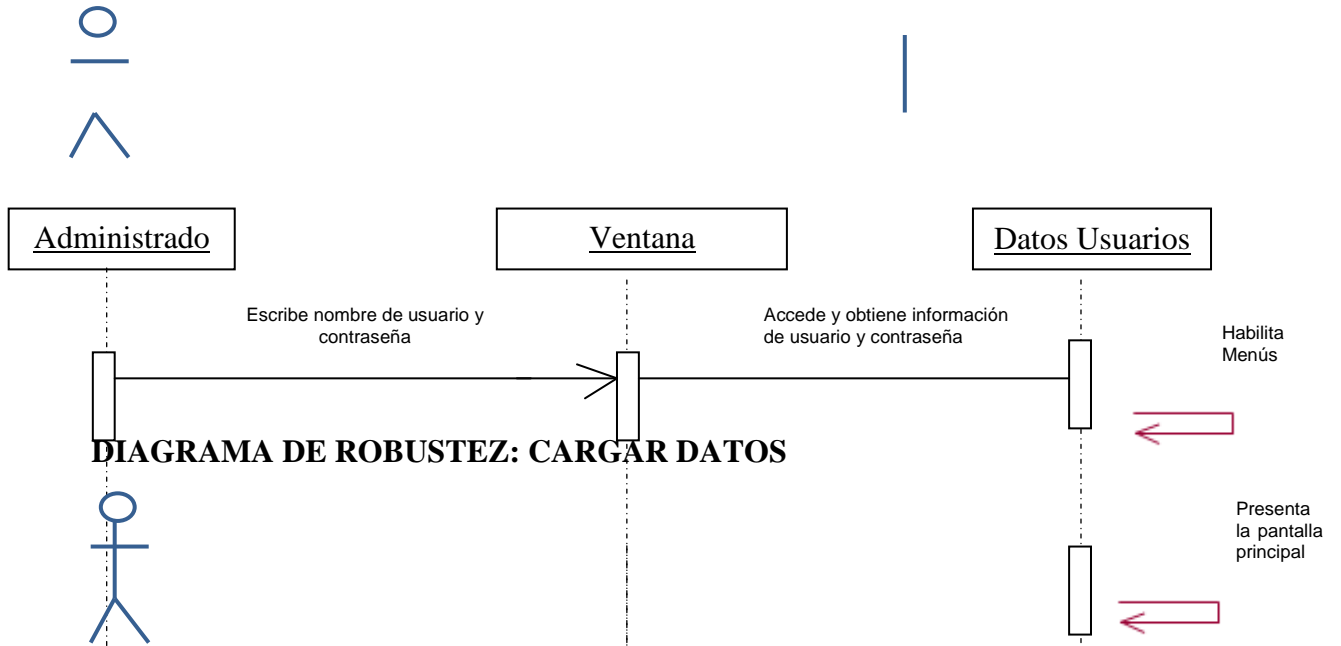 Administrado
Ventana
Datos Usuarios
Escribe nombre de usuario y
contraseña
Accede y obtiene información
de usuario y contraseña
Habilita
Menús
DIAGRAMA DE ROBUSTEZ: CARGAR DATOS
Presenta
la pantalla
principal